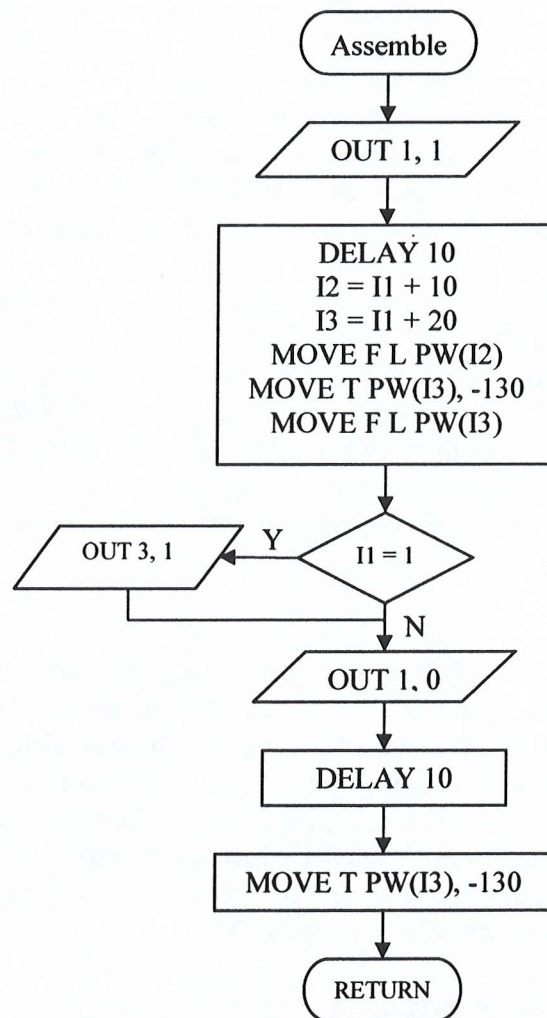 Assemble
OUT 1, 1
DELAY 10
I2 = I1 + 10
I3 = I1 + 20
MOVE F L PW(I2)
MOVE T PW(I3), -130
MOVE F L PW(I3)
I1 = 1
Y
OUT 3, 1
N
OUT 1, 0
DELAY 10
MOVE T PW(I3), -130
RETURN